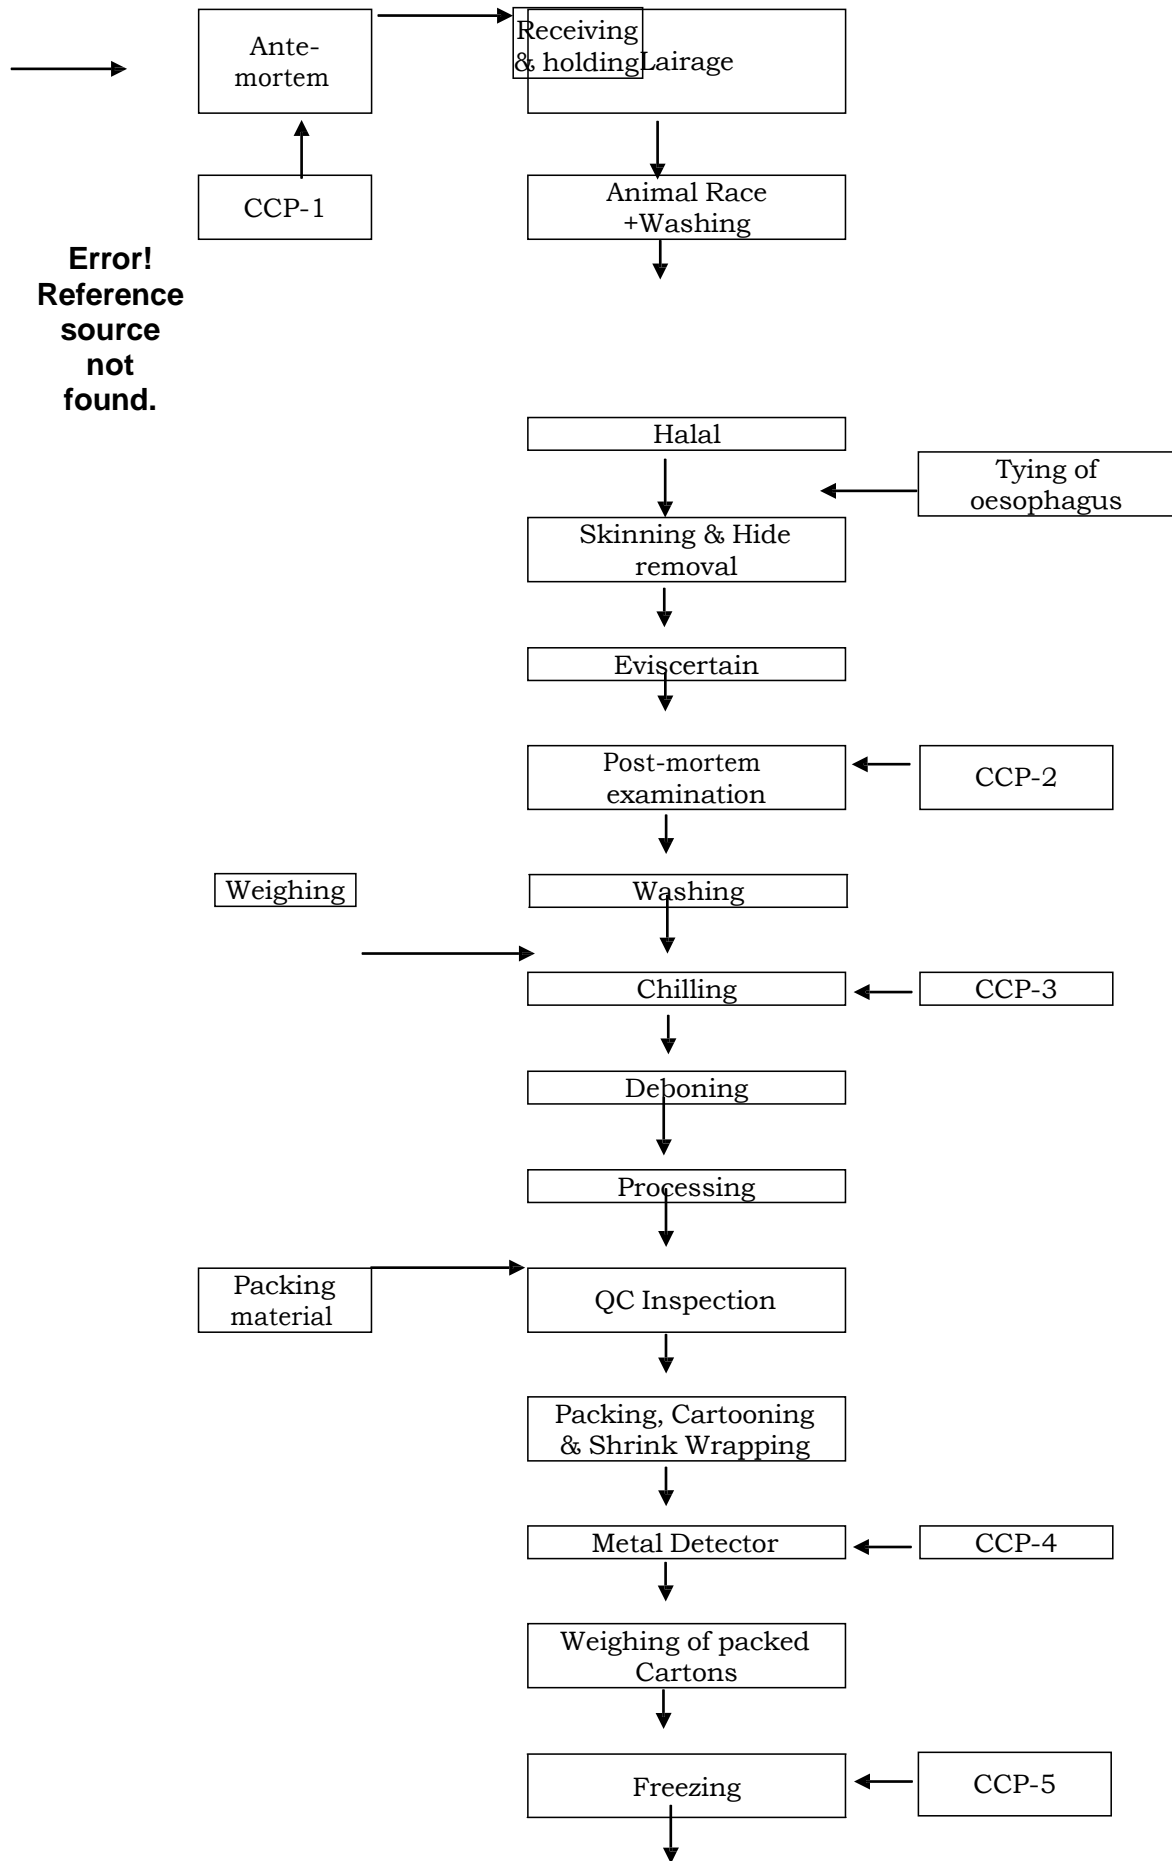 Ante-
mortem
Receiving
& holding
Lairage
CCP-1
Animal Race
+Washing
Error!
Reference
source
not
found.
Halal
Tying of
oesophagus
Skinning & Hide
removal
Eviscertain
Post-mortem
examination
CCP-2
Weighing
Washing
Chilling
CCP-3
Deboning
Processing
Packing
material
QC Inspection
Packing, Cartooning
& Shrink Wrapping
Metal Detector
CCP-4
Weighing of packed
Cartons
Freezing
CCP-5